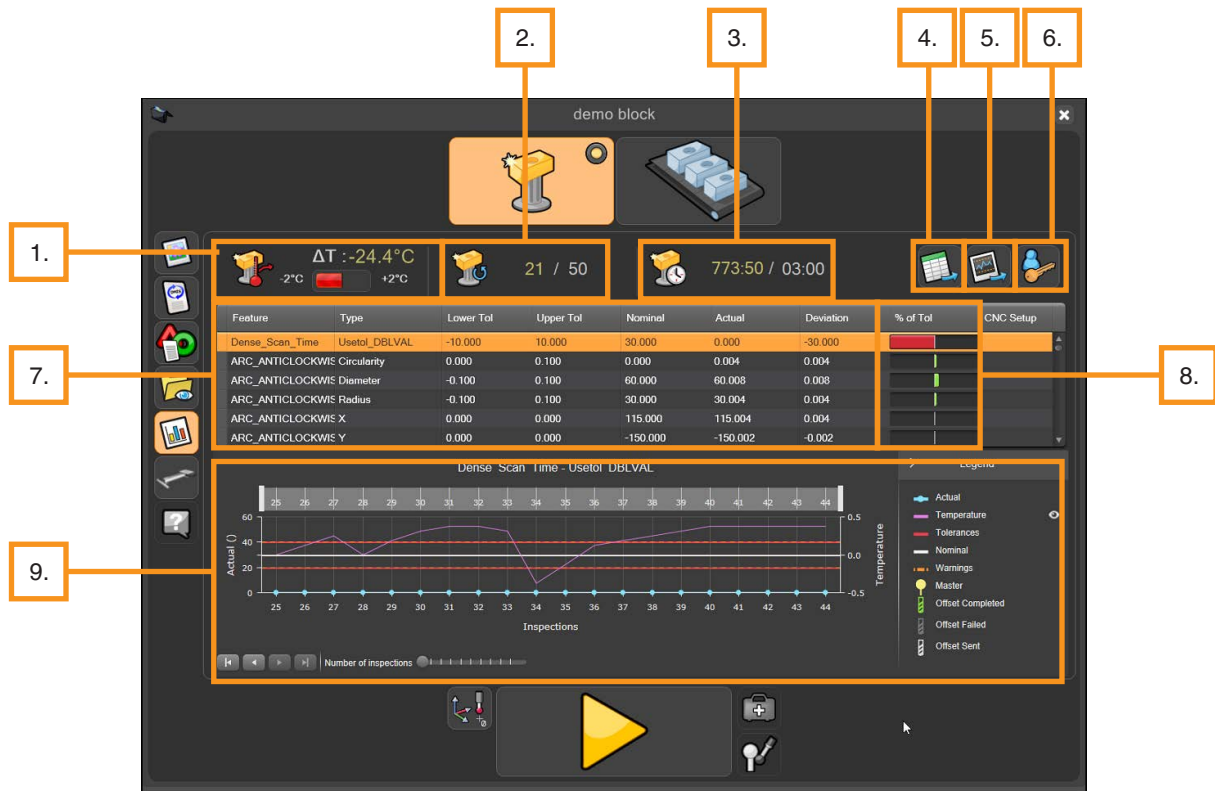 2.
3.
4.
5.
6.
demo block
1.
ΔT :-24.4°C
-2°C
+2°C
21 / 50
773:50 / 03:00
Feature Type Lower Tol Upper Tol Nominal Actual Deviation % of Tol CNC Setup
Dense_Scan_Time Usetol_DBLVAL -10.000 10.000 30.000 0.000 -30.000
ARC_ANTICLOCKWIS Circularity 0.000 0.100 0.000 0.004 0.004
ARC_ANTICLOCKWIS Diameter -0.100 0.100 60.000 60.008 0.008
ARC_ANTICLOCKWIS Radius -0.100 0.100 30.000 30.004 0.004
ARC_ANTICLOCKWIS X 0.000 0.000 115.000 115.004 0.004
ARC_ANTICLOCKWIS Y 0.000 0.000 -150.000 -150.002 -0.002
7.
8.
Dense_Scan_Time - Usetol_DBLVAL
Legend
25 26 27 28 29 30 31 32 33 34 35 36 37 38 39 40 41 42 43 44
60
40
20
0
Actual ()
0.5
0.0
-0.5
Temperature
25 26 27 28 29 30 31 32 33 34 35 36 37 38 39 40 41 42 43 44
Inspections
Actual
Temperature
Tolerances
Nominal
Warnings
Master
Offset Completed
Offset Failed
Offset Sent
9.
Number of inspections